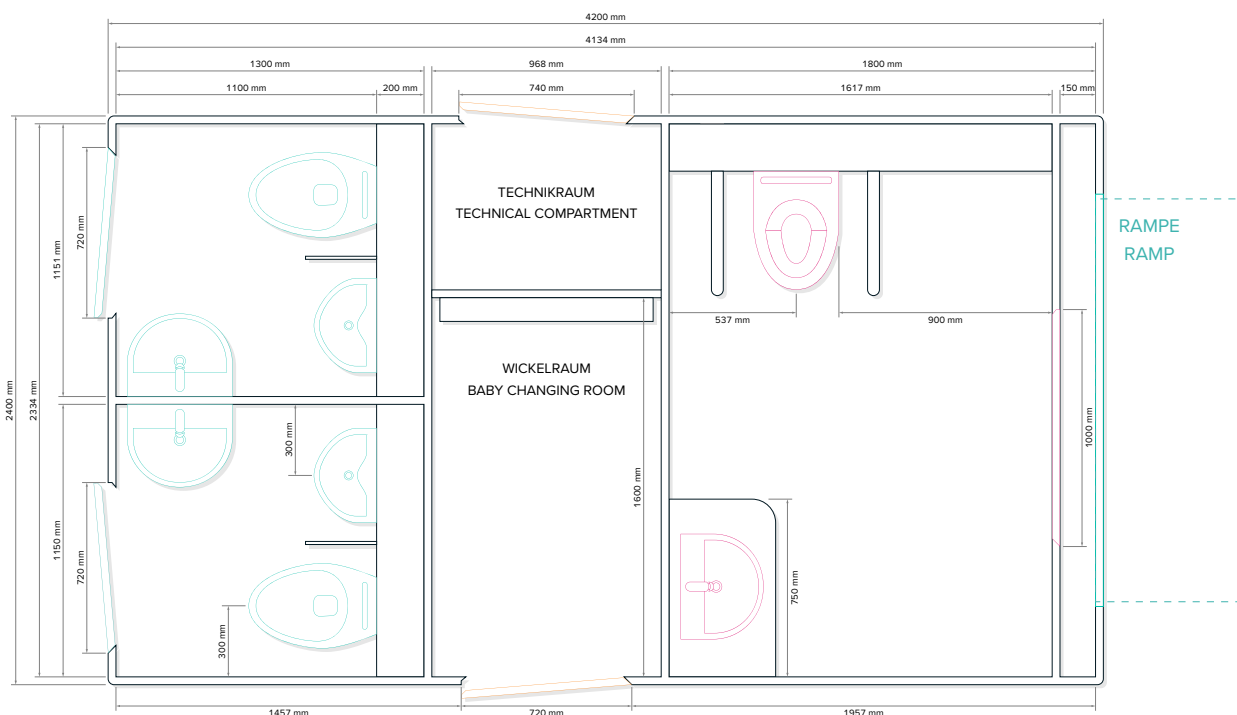 4200 mm
4134 mm
1300 mm
968 mm
1800 mm
1100 mm
200 mm
740 mm
1617 mm
150 mm
TECHNIKRAUM
TECHNICAL COMPARTMENT
RAMPE
RAMP
720 mm
1151 mm
537 mm
900 mm
WICKELRAUM
BABY CHANGING ROOM
2400 mm
2334 mm
300 mm
1000 mm
1600 mm
1150 mm
720 mm
750 mm
300 mm
1457 mm
720 mm
1957 mm